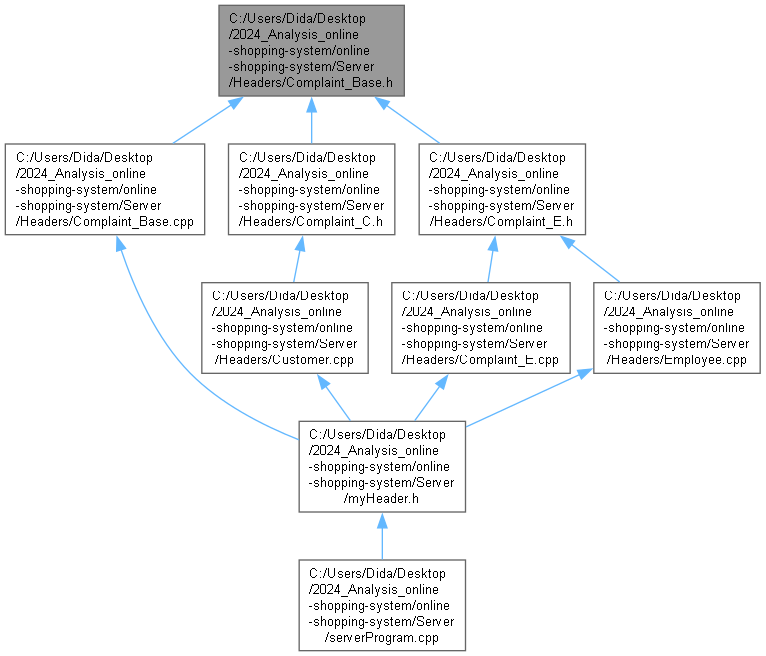 C:/Users/Dida/Desktop
/2024_Analysis_online
-shopping-system/online
-shopping-system/Server
/Headers/Complaint_Base.h
C:/Users/Dida/Desktop
/2024_Analysis_online
-shopping-system/online
-shopping-system/Server
/Headers/Complaint_Base.cpp
C:/Users/Dida/Desktop
/2024_Analysis_online
-shopping-system/online
-shopping-system/Server
/Headers/Complaint_C.h
C:/Users/Dida/Desktop
/2024_Analysis_online
-shopping-system/online
-shopping-system/Server
/Headers/Complaint_E.h
C:/Users/Dida/Desktop
/2024_Analysis_online
-shopping-system/online
-shopping-system/Server
/Headers/Customer.cpp
C:/Users/Dida/Desktop
/2024_Analysis_online
-shopping-system/online
-shopping-system/Server
/Headers/Complaint_E.cpp
C:/Users/Dida/Desktop
/2024_Analysis_online
-shopping-system/online
-shopping-system/Server
/Headers/Employee.cpp
C:/Users/Dida/Desktop
/2024_Analysis_online
-shopping-system/online
-shopping-system/Server
/myHeader.h
C:/Users/Dida/Desktop
/2024_Analysis_online
-shopping-system/online
-shopping-system/Server
/serverProgram.cpp